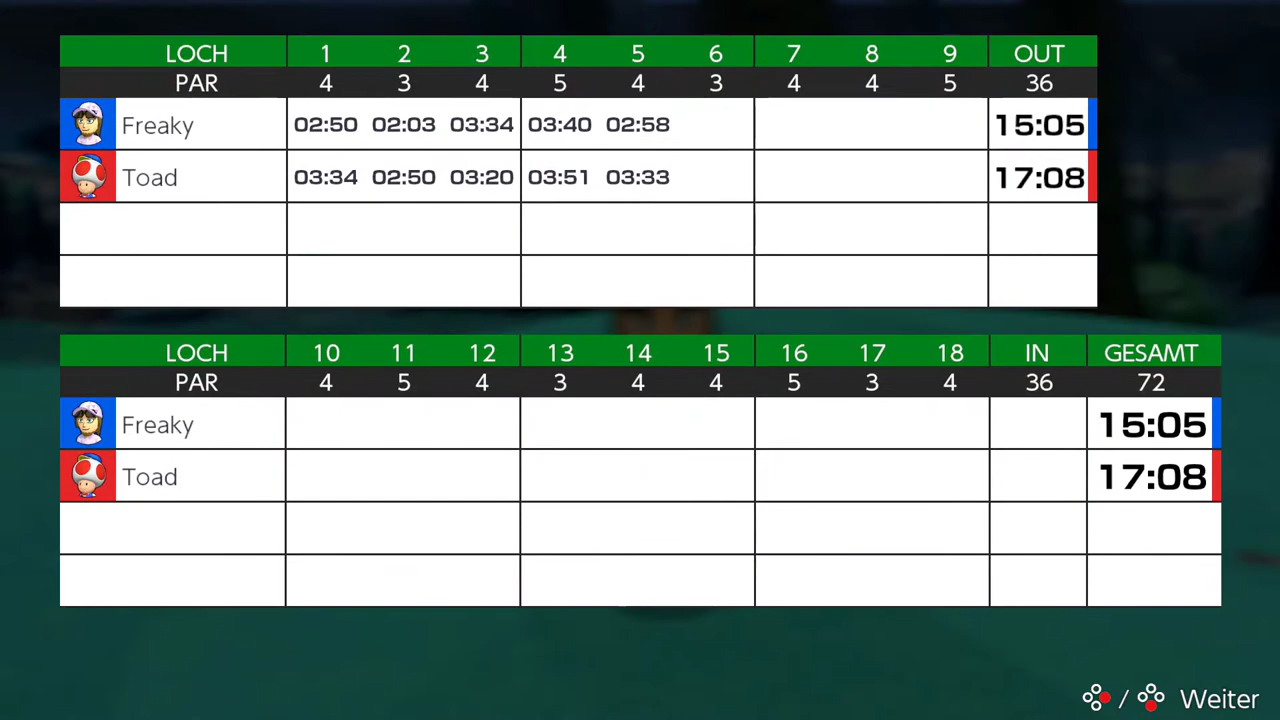 LOCH 1 2 3 4 5 6 7 8 9 OUT
PAR 4 3 4 5 4 3 4 4 5 36
Freaky 02:50 02:03 03:34 03:40 02:58 15:05
Toad 03:34 02:50 03:20 03:51 03:33 17:08
LOCH 10 11 12 13 14 15 16 17 18 IN GESAMT
PAR 4 5 4 3 4 4 5 3 4 36 72
Freaky 15:05
Toad 17:08
/ Weiter